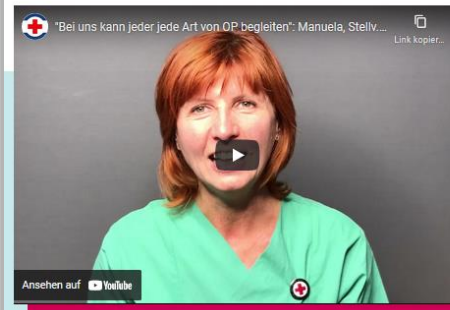 "Bei uns kann jeder jede Art von OP begleiten": Manuela, Stellv....
Link kopier...
Ansehen auf YouTube